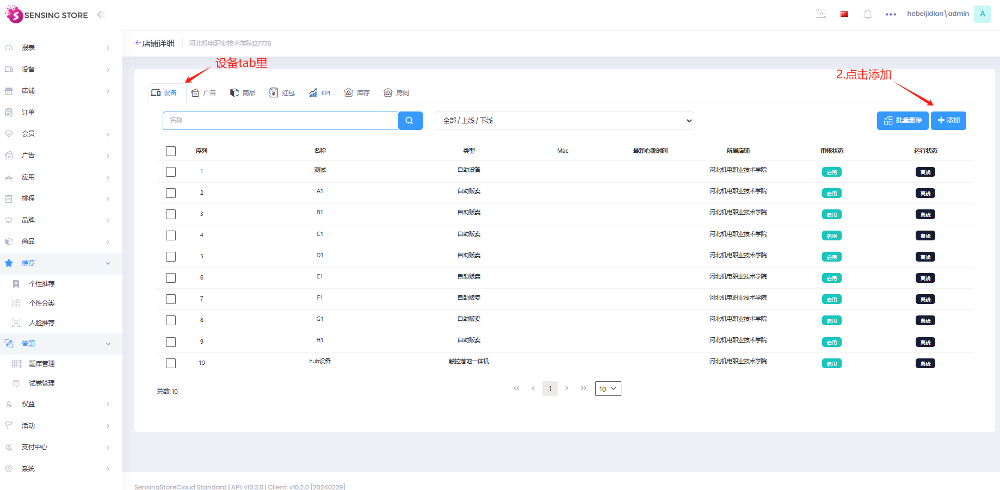 SENSING STORE
hebeijidian\admin
A
报表
设备
店铺
订单
会员
广告
应用
排程
品牌
商品
推荐
个性推荐
个性分类
人脸推荐
答题
题库管理
试卷管理
权益
活动
支付中心
系统
店铺详细
河北机电职业技术学院|27776
设备tab里
2.点击添加
设备 广告 商品 红包 KPI 库存 房间
名称 全部 / 上线 / 下线 批量删除 添加
序列 名称 类型 Mac 最新心跳时间 所属店铺 审核状态 运行状态
1 测试 自助设备 河北机电职业技术学院 启用 离线
2 A1 自助贩卖 河北机电职业技术学院 启用 离线
3 B1 自助贩卖 河北机电职业技术学院 启用 离线
4 C1 自助贩卖 河北机电职业技术学院 启用 离线
5 D1 自助贩卖 河北机电职业技术学院 启用 离线
6 E1 自助贩卖 河北机电职业技术学院 启用 离线
7 F1 自助贩卖 河北机电职业技术学院 启用 离线
8 G1 自助贩卖 河北机电职业技术学院 启用 离线
9 H1 自助贩卖 河北机电职业技术学院 启用 离线
10 hub设备 触控落地一体机 河北机电职业技术学院 启用 离线
总数: 10
1
10
SensingStoreCloud Standard | API: v10.2.0 | Client: v10.2.0 [20240229]